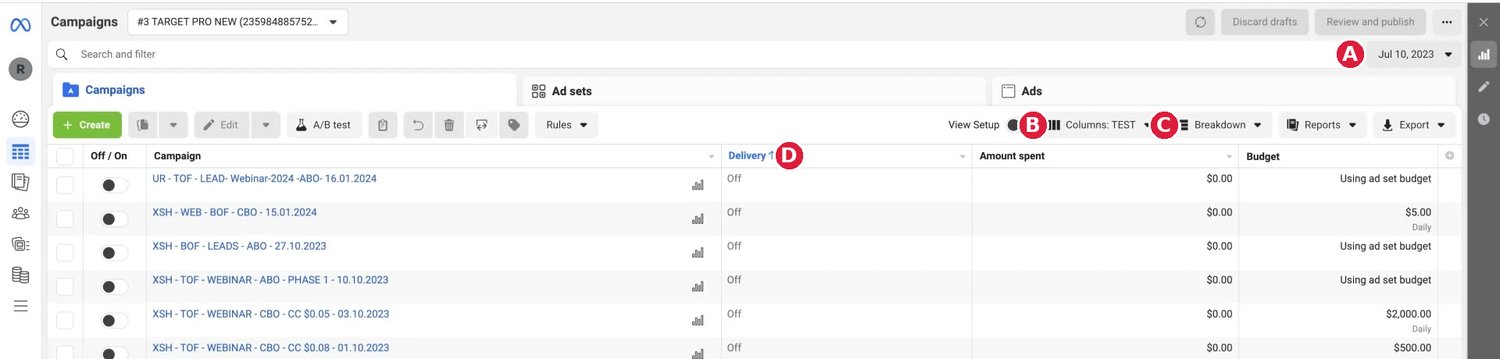 Campaigns #3 TARGET PRO NEW (235984885752... Discard drafts Review and publish ...
R Search and filter A Jul 10, 2023
Campaigns Ad sets Ads
+ Create Edit A/B test Rules View Setup B Columns: TEST C Breakdown Reports Export
Off / On Campaign Delivery ↑ D Amount spent Budget
UR - TOF - LEAD- Webinar-2024 -ABO- 16.01.2024 Off $0.00 Using ad set budget
XSH - WEB - BOF - CBO - 15.01.2024 Off $0.00 $5.00
Daily
XSH - BOF - LEADS - ABO - 27.10.2023 Off $0.00 Using ad set budget
XSH - TOF - WEBINAR - ABO - PHASE 1 - 10.10.2023 Off $0.00 Using ad set budget
XSH - TOF - WEBINAR - CBO - CC $0.05 - 03.10.2023 Off $0.00 $2,000.00
Daily
XSH - TOF - WEBINAR - CBO - CC $0.08 - 01.10.2023 Off $0.00 $500.00